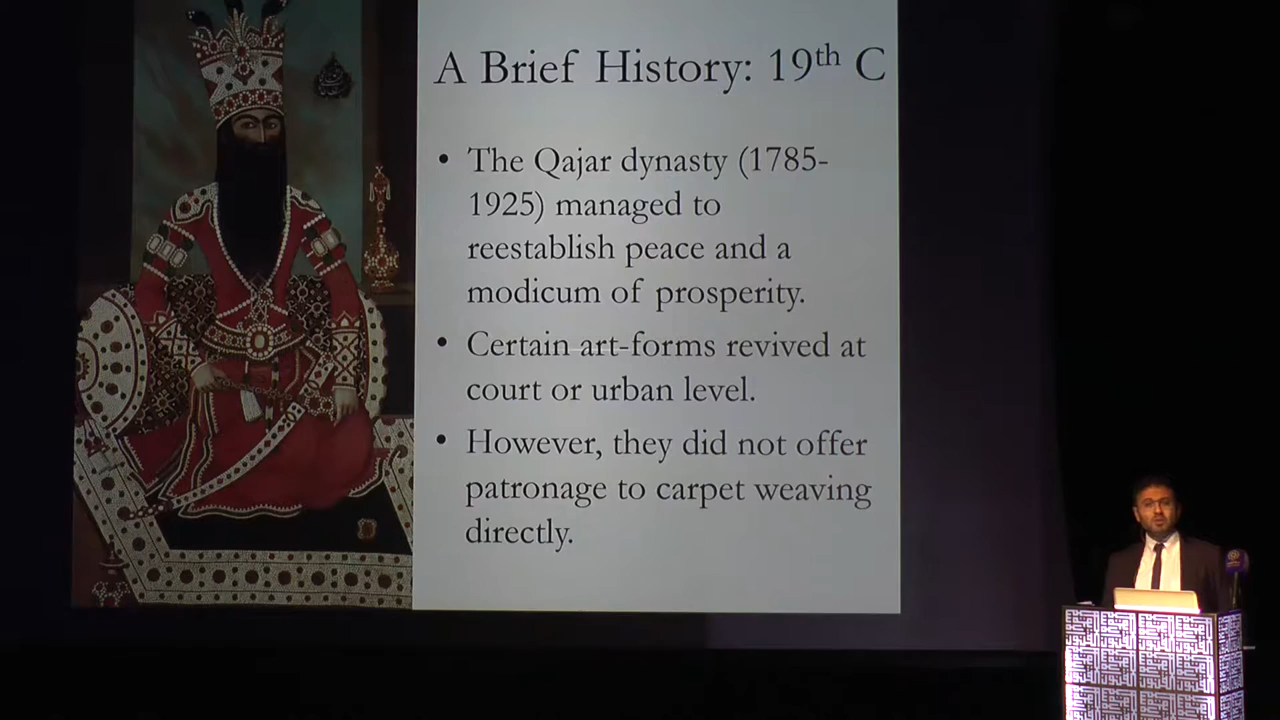 A Brief History: 19th C
• The Qajar dynasty (1785-
1925) managed to
reestablish peace and a
modicum of prosperity.
• Certain art-forms revived at
court or urban level.
• However, they did not offer
patronage to carpet weaving
directly.